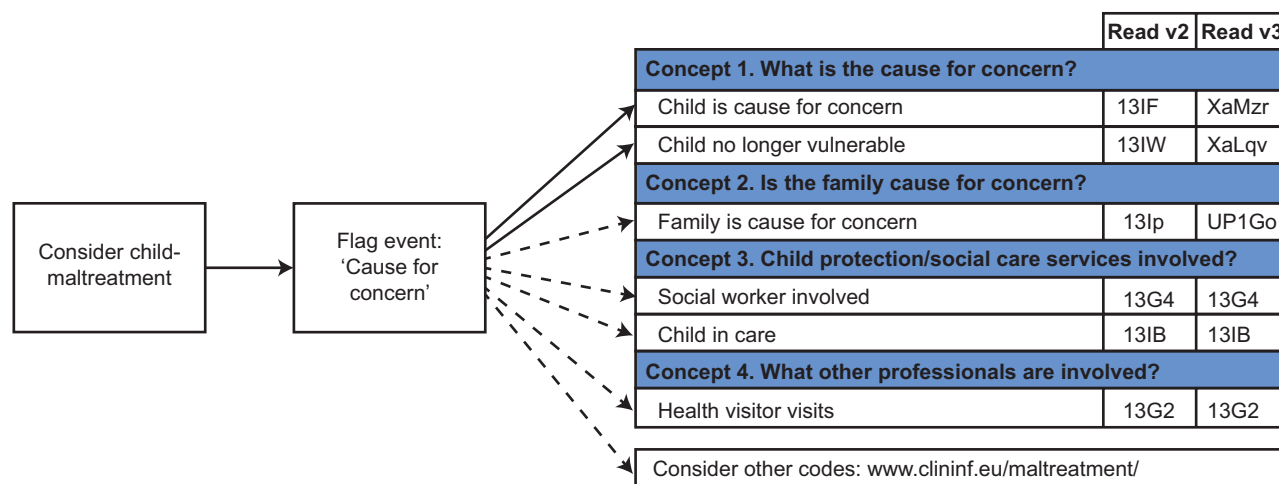 Read v2 Read v3
Concept 1. What is the cause for concern?
Child is cause for concern 13IF XaMzr
Child no longer vulnerable 13IW XaLqv
Concept 2. Is the family cause for concern?
Family is cause for concern 13Ip UP1Go
Concept 3. Child protection/social care services involved?
Social worker involved 13G4 13G4
Child in care 13IB 13IB
Concept 4. What other professionals are involved?
Health visitor visits 13G2 13G2
Consider other codes: www.clininf.eu/maltreatment/
Consider child-
maltreatment
Flag event:
‘Cause for
concern’